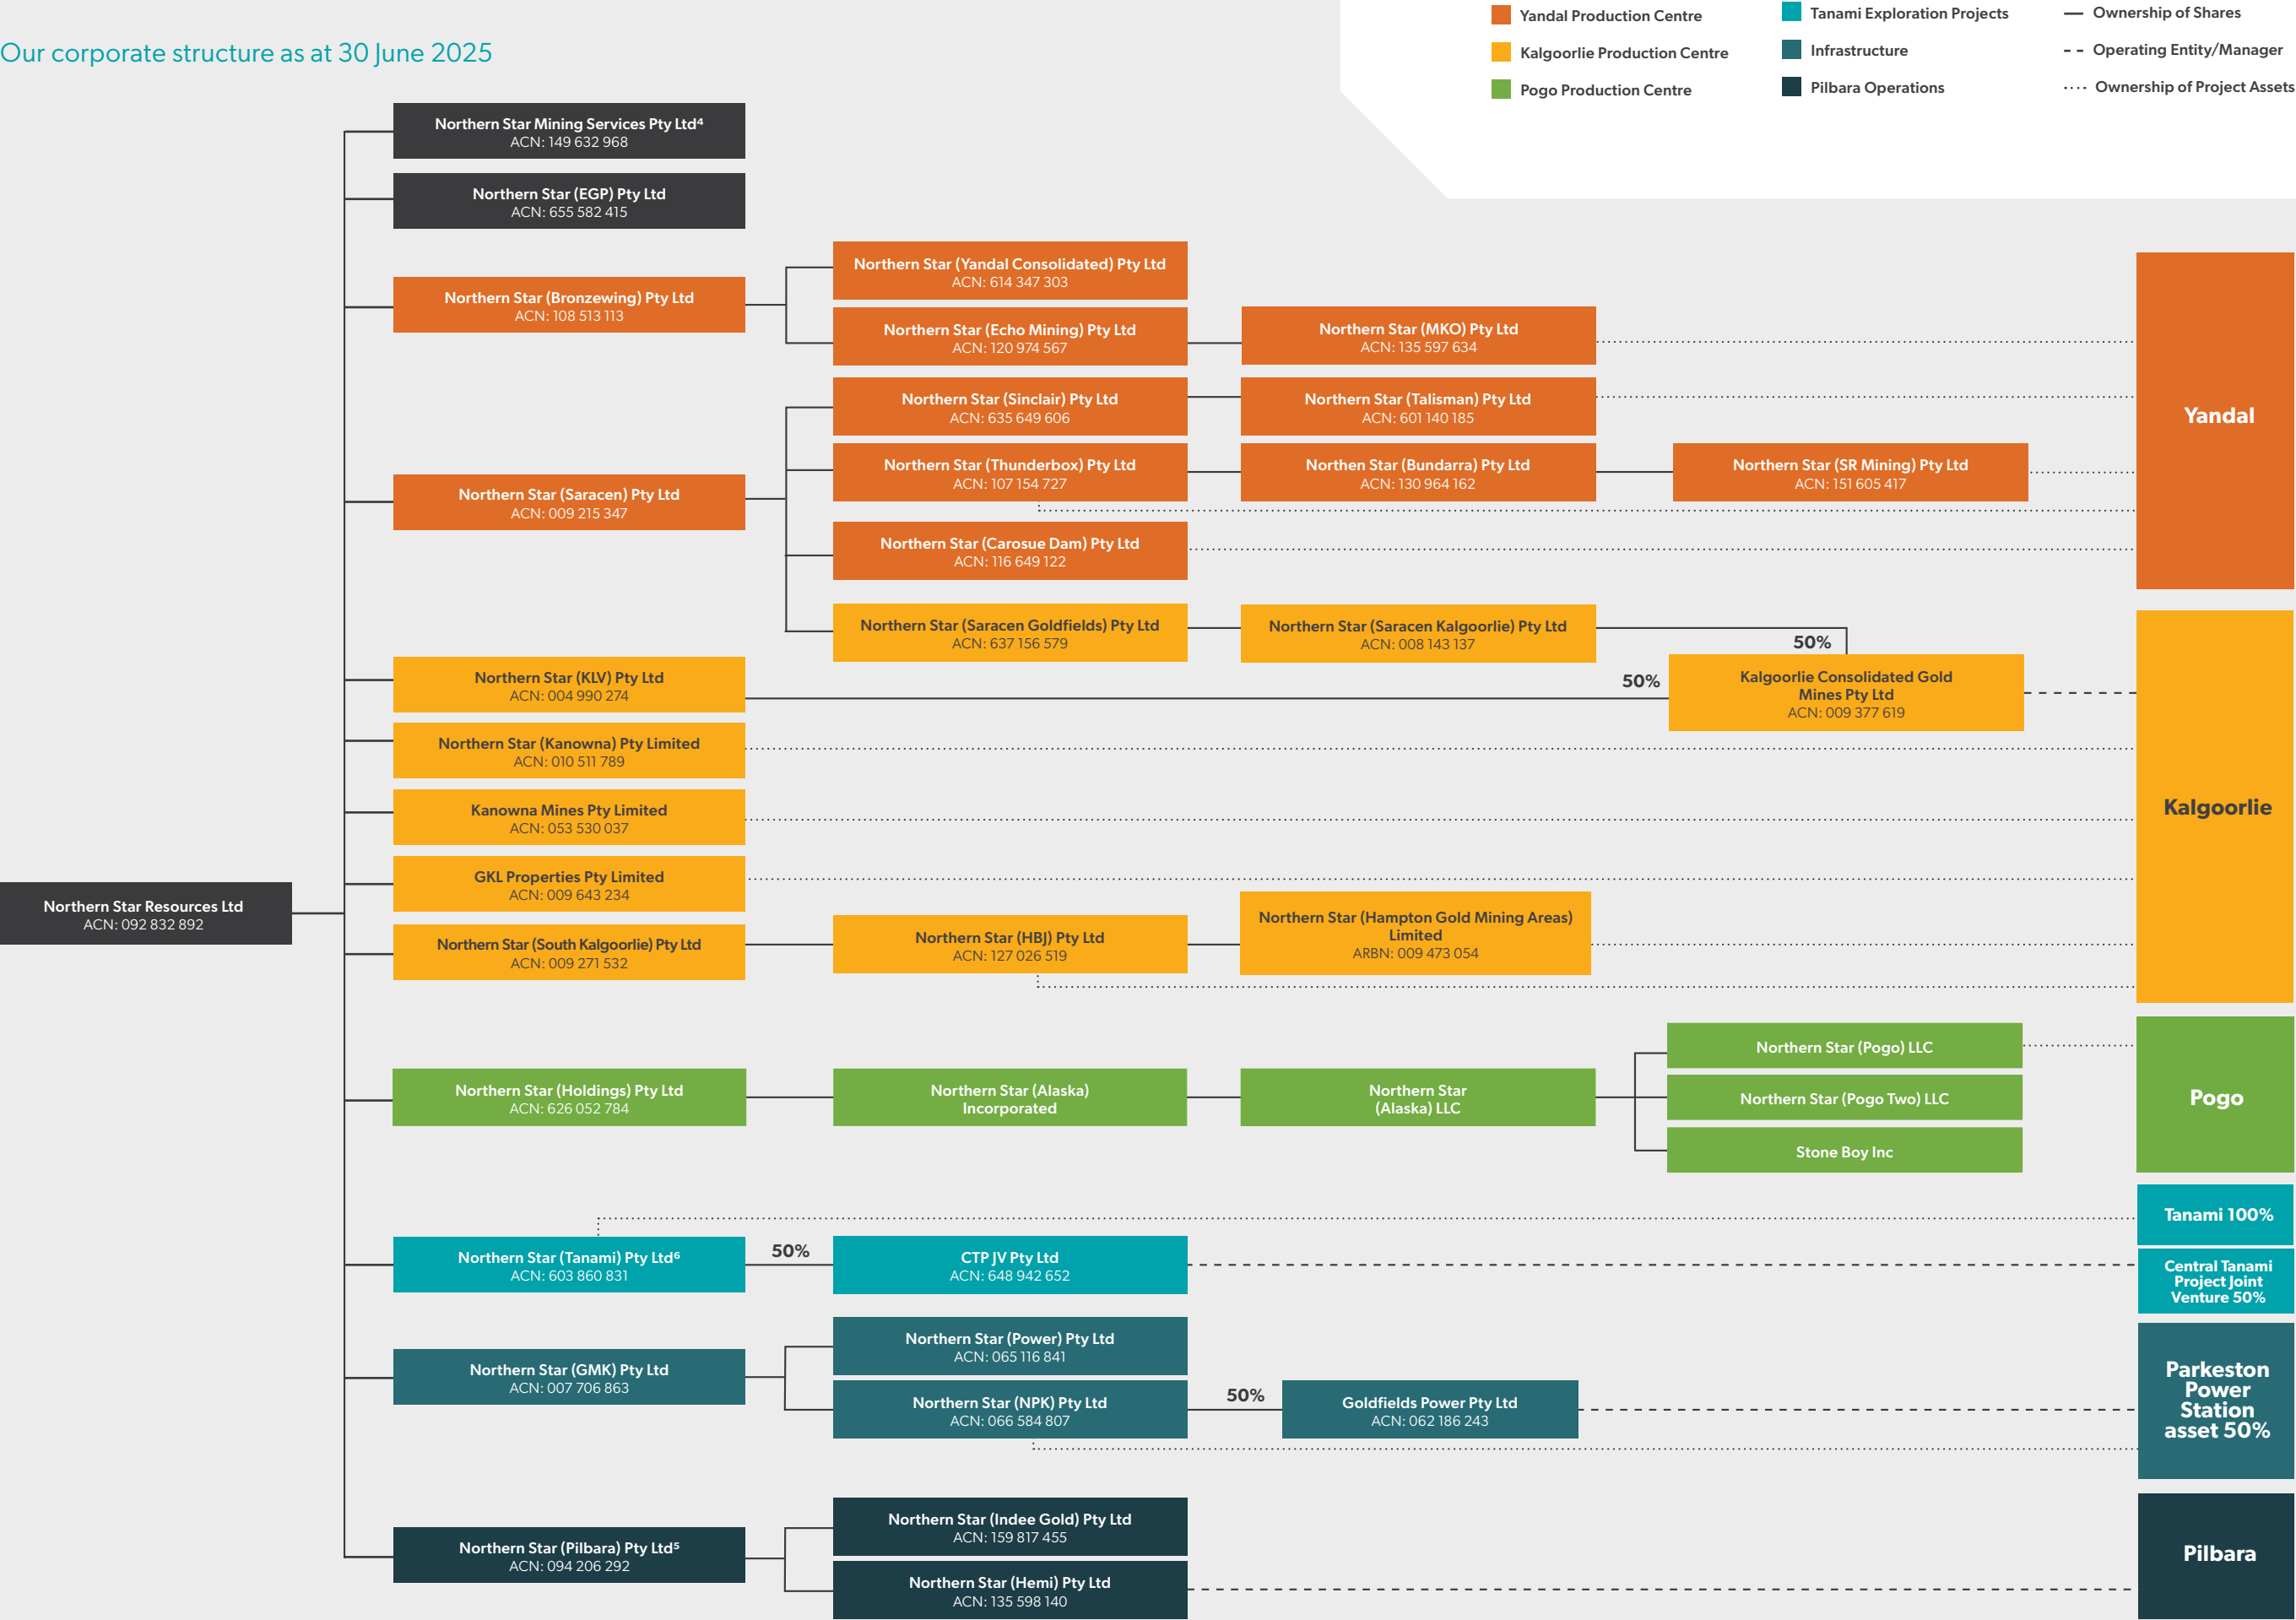 Our corporate structure as at 30 June 2025
Yandal Production Centre
Kalgoorlie Production Centre
Pogo Production Centre
Tanami Exploration Projects
Infrastructure
Pilbara Operations
Ownership of Shares
Operating Entity/Manager
Ownership of Project Assets
Northern Star Resources Ltd
ACN: 092 832 892
Northern Star Mining Services Pty Ltd⁴
ACN: 149 632 968
Northern Star (EGP) Pty Ltd
ACN: 655 582 415
Northern Star (Bronzewing) Pty Ltd
ACN: 108 513 113
Northern Star (Yandal Consolidated) Pty Ltd
ACN: 614 347 303
Northern Star (Echo Mining) Pty Ltd
ACN: 120 974 567
Northern Star (MKO) Pty Ltd
ACN: 135 597 634
Northern Star (Saracen) Pty Ltd
ACN: 009 215 347
Northern Star (Sinclair) Pty Ltd
ACN: 635 649 606
Northern Star (Talisman) Pty Ltd
ACN: 601 140 185
Northern Star (Thunderbox) Pty Ltd
ACN: 107 154 727
Northen Star (Bundarra) Pty Ltd
ACN: 130 964 162
Northern Star (SR Mining) Pty Ltd
ACN: 151 605 417
Northern Star (Carosue Dam) Pty Ltd
ACN: 116 649 122
Yandal
Northern Star (Saracen Goldfields) Pty Ltd
ACN: 637 156 579
Northern Star (Saracen Kalgoorlie) Pty Ltd
ACN: 008 143 137
50%
Northern Star (KLV) Pty Ltd
ACN: 004 990 274
50%
Kalgoorlie Consolidated Gold
Mines Pty Ltd
ACN: 009 377 619
Northern Star (Kanowna) Pty Limited
ACN: 010 511 789
Kanowna Mines Pty Limited
ACN: 053 530 037
GKL Properties Pty Limited
ACN: 009 643 234
Northern Star (South Kalgoorlie) Pty Ltd
ACN: 009 271 532
Northern Star (HBJ) Pty Ltd
ACN: 127 026 519
Northern Star (Hampton Gold Mining Areas)
Limited
ARBN: 009 473 054
Kalgoorlie
Northern Star (Holdings) Pty Ltd
ACN: 626 052 784
Northern Star (Alaska)
Incorporated
Northern Star
(Alaska) LLC
Northern Star (Pogo) LLC
Northern Star (Pogo Two) LLC
Stone Boy Inc
Pogo
Northern Star (Tanami) Pty Ltd⁶
ACN: 603 860 831
50%
CTP JV Pty Ltd
ACN: 648 942 652
Tanami 100%
Central Tanami
Project Joint
Venture 50%
Northern Star (GMK) Pty Ltd
ACN: 007 706 863
Northern Star (Power) Pty Ltd
ACN: 065 116 841
Northern Star (NPK) Pty Ltd
ACN: 066 584 807
50%
Goldfields Power Pty Ltd
ACN: 062 186 243
Parkeston
Power
Station
asset 50%
Northern Star (Pilbara) Pty Ltd⁵
ACN: 094 206 292
Northern Star (Indee Gold) Pty Ltd
ACN: 159 817 455
Northern Star (Hemi) Pty Ltd
ACN: 135 598 140
Pilbara